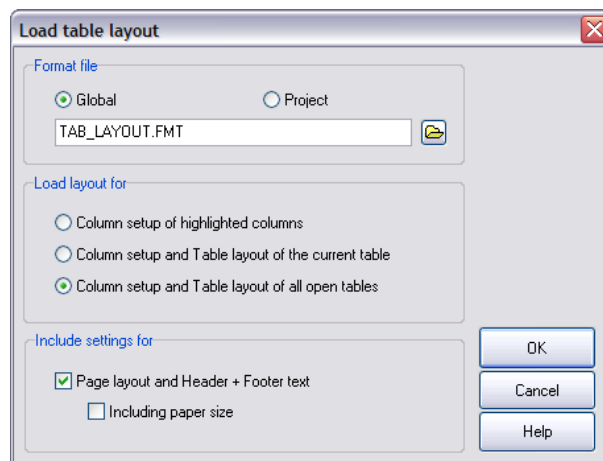 Load table layout
Format file
Global Project
TAB_LAYOUT.FMT
Load layout for
Column setup of highlighted columns
Column setup and Table layout of the current table
Column setup and Table layout of all open tables
Include settings for
Page layout and Header + Footer text
Including paper size
OK
Cancel
Help